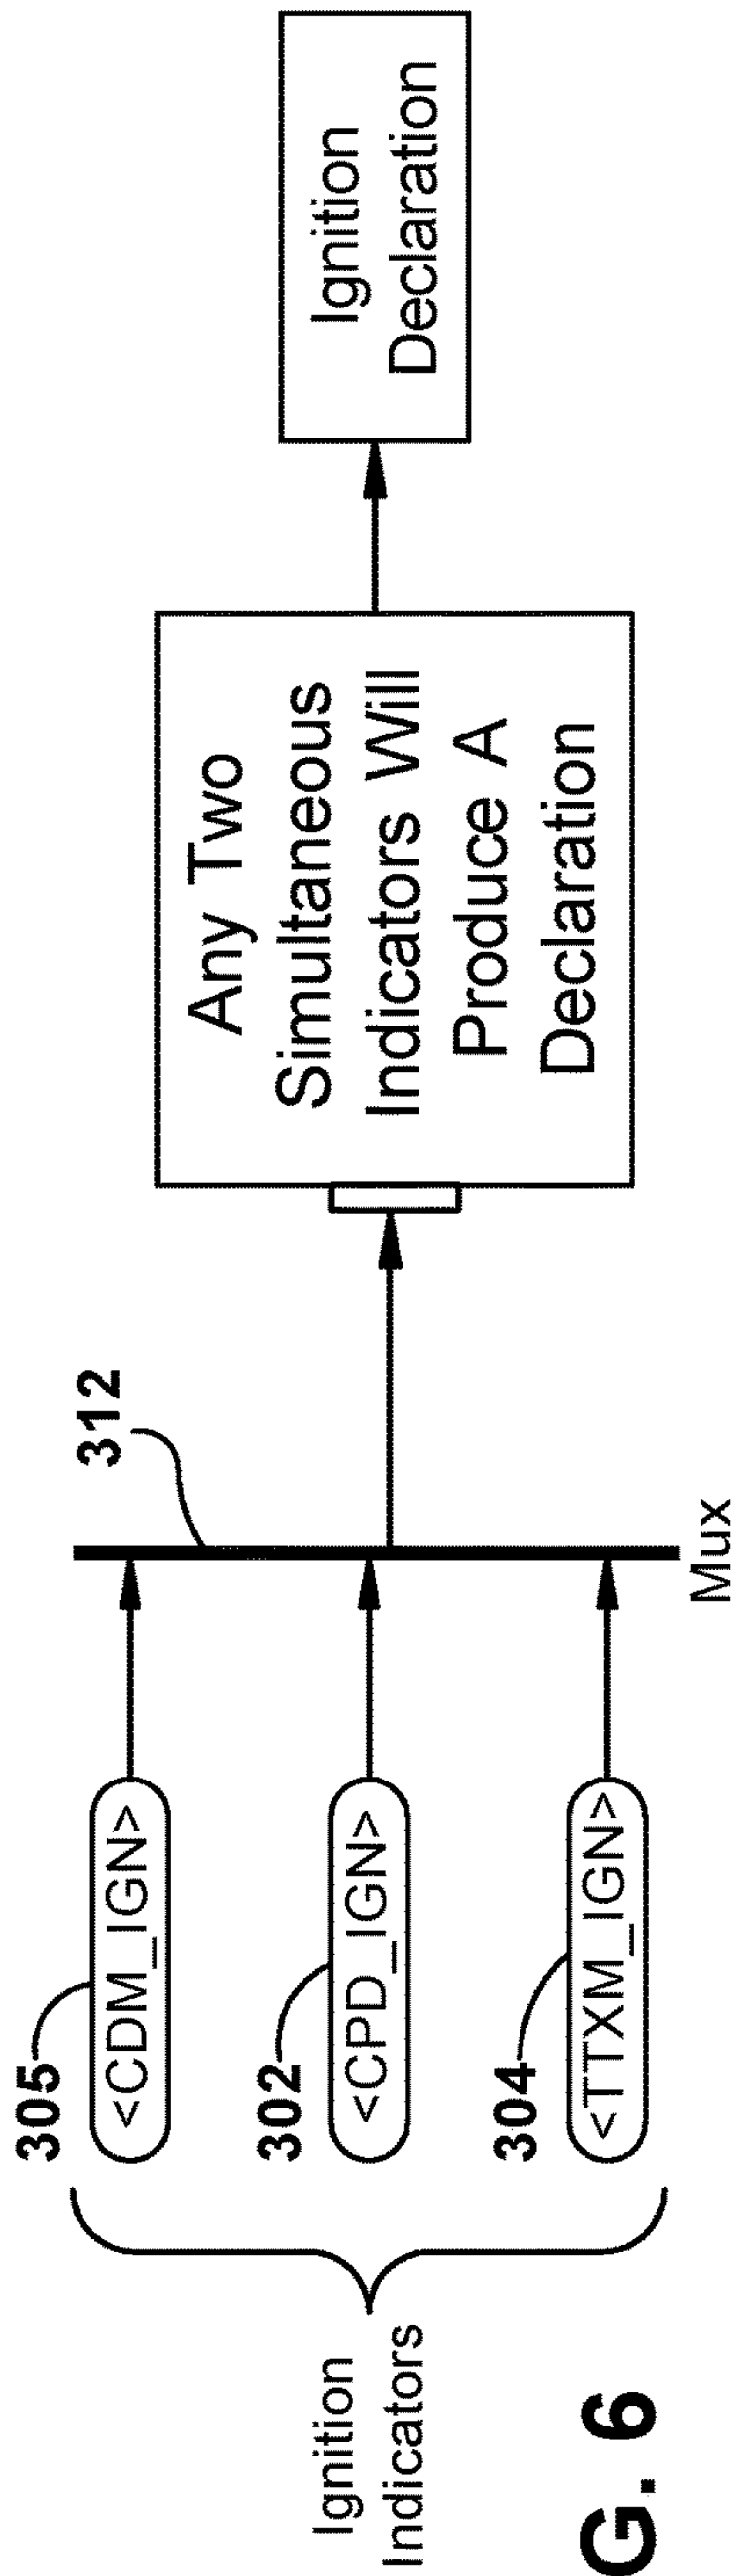 Ignition
Indicators
305
<CDM_IGN>
302
<CPD_IGN>
304
<TTXM_IGN>
312
Mux
Any Two
Simultaneous
Indicators Will
Produce A
Declaration
Ignition
Declaration
G. 6